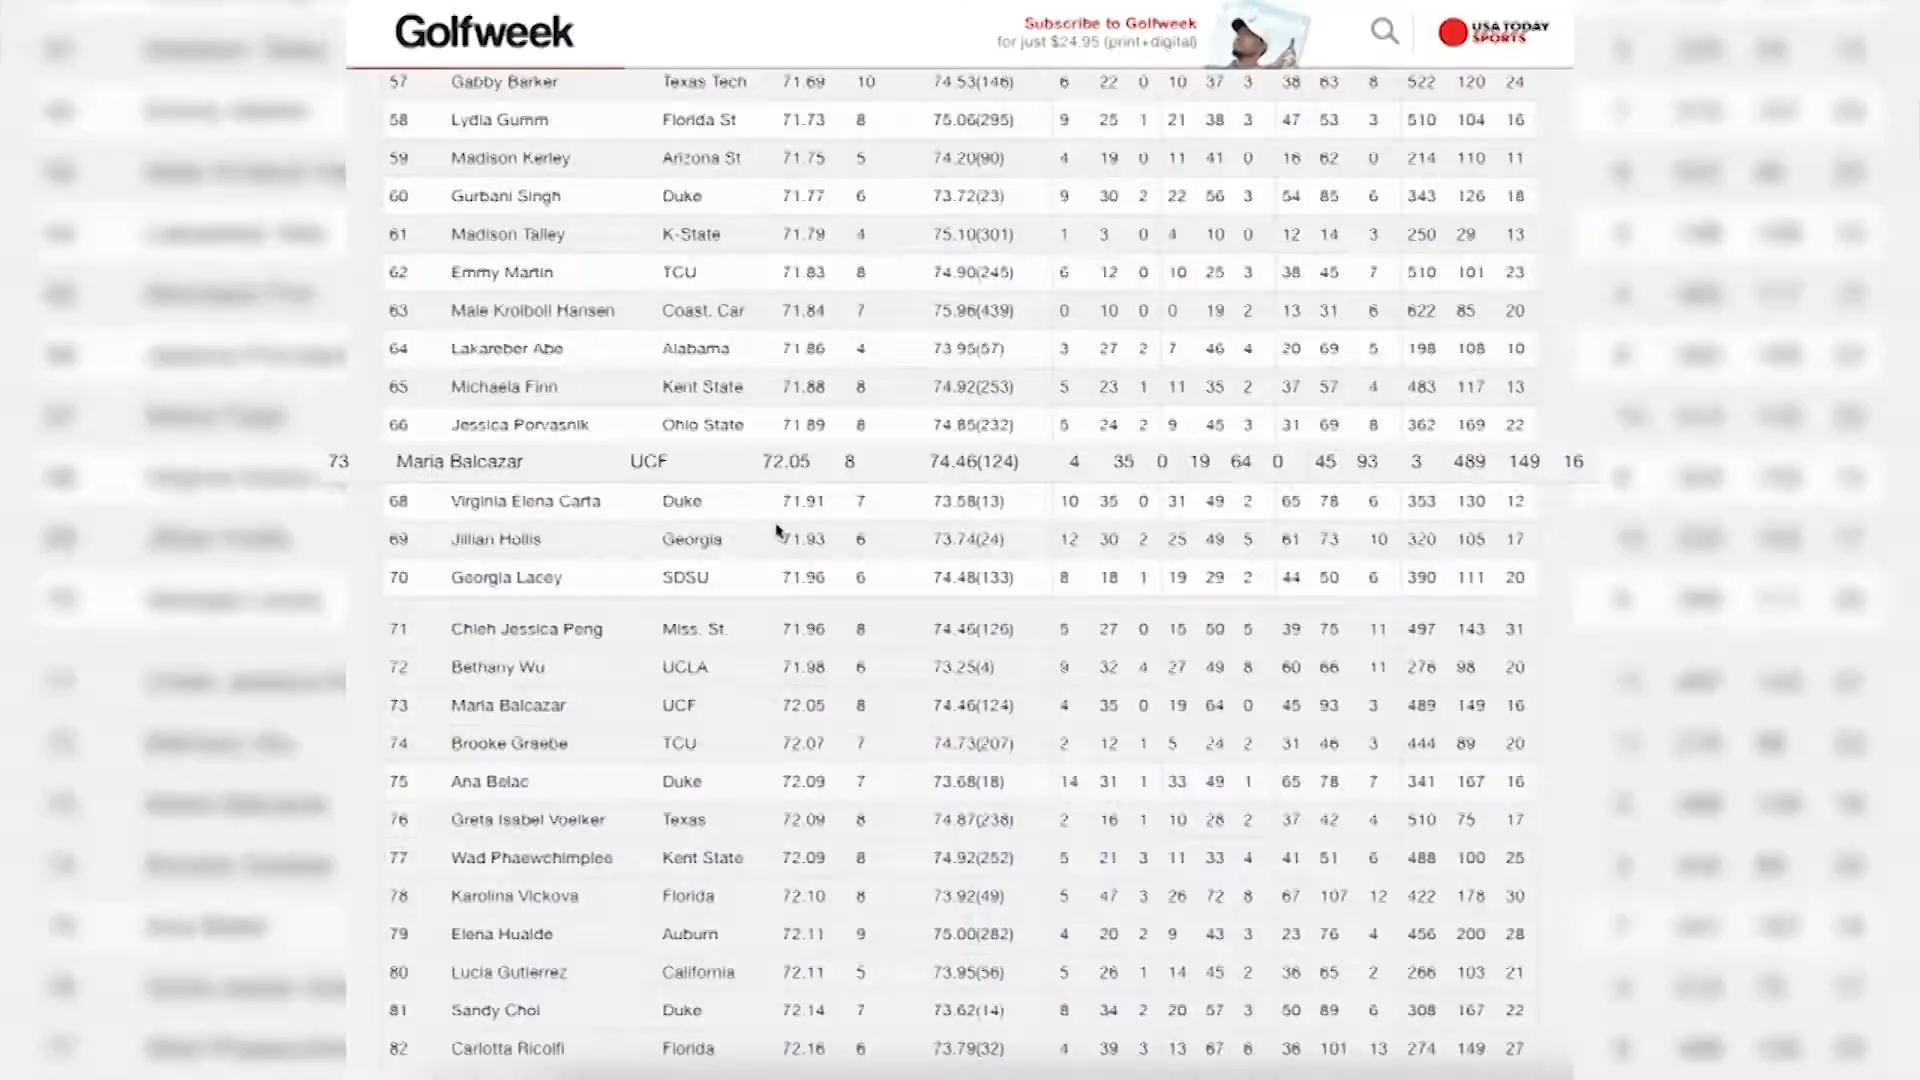 Golfweek
Subscribe to Golfweek
for just $24.95 (print+digital)
USA TODAY
SPORTS
57 Gabby Barker Texas Tech 71.69 10 74.53(146) 6 22 0 10 37 3 38 63 8 522 120 24
58 Lydia Gumm Florida St 71.73 8 75.06(295) 9 25 1 21 38 3 47 53 3 510 104 16
59 Madison Kerley Arizona St 71.75 5 74.20(90) 4 19 0 11 41 0 16 62 0 214 110 11
60 Gurbani Singh Duke 71.77 6 73.72(23) 9 30 2 22 56 3 54 85 6 343 126 18
61 Madison Talley K-State 71.79 4 75.10(301) 1 3 0 4 10 0 12 14 3 250 29 13
62 Emmy Martin TCU 71.83 8 74.90(245) 6 12 0 10 25 3 38 45 7 510 101 23
63 Male Krolboll Hansen Coast. Car 71.84 7 75.96(439) 0 10 0 0 19 2 13 31 6 622 85 20
64 Lakareber Abe Alabama 71.86 4 73.95(57) 3 27 2 7 46 4 20 69 5 198 108 10
65 Michaela Finn Kent State 71.88 8 74.92(253) 5 23 1 11 35 2 37 57 4 483 117 13
66 Jessica Porvasnik Ohio State 71.89 8 74.85(232) 5 24 2 9 45 3 31 69 8 362 169 22
73 Maria Balcazar UCF 72.05 8 74.46(124) 4 35 0 19 64 0 45 93 3 489 149 16
68 Virginia Elena Carta Duke 71.91 7 73.58(13) 10 35 0 31 49 2 65 78 6 353 130 12
69 Jillian Hollis Georgia 71.93 6 73.74(24) 12 30 2 25 49 5 61 73 10 320 105 17
70 Georgia Lacey SDSU 71.96 6 74.48(133) 8 18 1 19 29 2 44 50 6 390 111 20
71 Chieh Jessica Peng Miss. St. 71.96 8 74.46(126) 5 27 0 15 50 5 39 75 11 497 143 31
72 Bethany Wu UCLA 71.98 6 73.25(4) 9 32 4 27 49 8 60 66 11 276 98 20
73 Maria Balcazar UCF 72.05 8 74.46(124) 4 35 0 19 64 0 45 93 3 489 149 16
74 Brooke Graebe TCU 72.07 7 74.73(207) 2 12 1 5 24 2 31 46 3 444 89 20
75 Ana Belac Duke 72.09 7 73.68(18) 14 31 1 33 49 1 65 78 7 341 167 16
76 Greta Isabel Voelker Texas 72.09 8 74.87(238) 2 16 1 10 28 2 37 42 4 510 75 17
77 Wad Phaewchimplee Kent State 72.09 8 74.92(252) 5 21 3 11 33 4 41 51 6 488 100 25
78 Karolina Vlckova Florida 72.10 8 73.92(49) 5 47 3 26 72 8 67 107 12 422 178 30
79 Elena Hualde Auburn 72.11 9 75.00(282) 4 20 2 9 43 3 23 76 4 456 200 28
80 Lucia Gutierrez California 72.11 5 73.95(56) 5 26 1 14 45 2 36 65 2 266 103 21
81 Sandy Choi Duke 72.14 7 73.62(14) 8 34 2 20 57 3 50 89 6 308 167 22
82 Carlotta Ricolfi Florida 72.16 6 73.79(32) 4 39 3 13 67 6 36 101 13 274 149 27